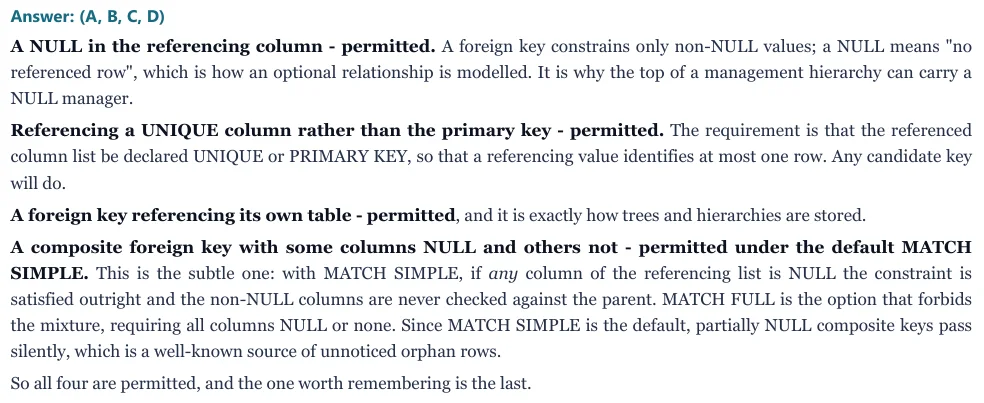 Answer: (A, B, C, D)
A NULL in the referencing column - permitted. A foreign key constrains only non-NULL values; a NULL means "no
referenced row", which is how an optional relationship is modelled. It is why the top of a management hierarchy can carry a
NULL manager.
Referencing a UNIQUE column rather than the primary key - permitted. The requirement is that the referenced
column list be declared UNIQUE or PRIMARY KEY, so that a referencing value identifies at most one row. Any candidate key
will do.
A foreign key referencing its own table - permitted, and it is exactly how trees and hierarchies are stored.
A composite foreign key with some columns NULL and others not - permitted under the default MATCH
SIMPLE. This is the subtle one: with MATCH SIMPLE, if any column of the referencing list is NULL the constraint is
satisfied outright and the non-NULL columns are never checked against the parent. MATCH FULL is the option that forbids
the mixture, requiring all columns NULL or none. Since MATCH SIMPLE is the default, partially NULL composite keys pass
silently, which is a well-known source of unnoticed orphan rows.
So all four are permitted, and the one worth remembering is the last.